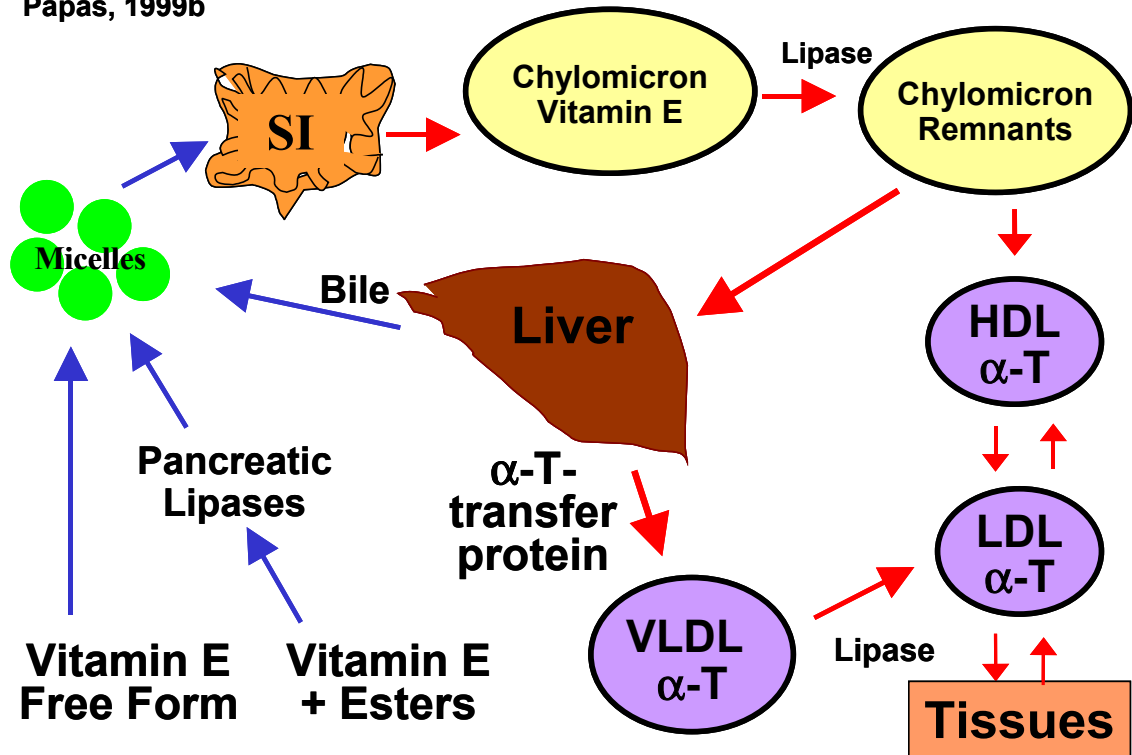 Papas, 1999b
Lipase
Chylomicron
Vitamin E
Chylomicron
Remnants
SI
Micelles
Bile
Liver
HDL
α-T
Pancreatic
Lipases
α-T-
transfer
protein
LDL
α-T
VLDL
α-T
Lipase
Vitamin E
Free Form
Vitamin E
+ Esters
Tissues